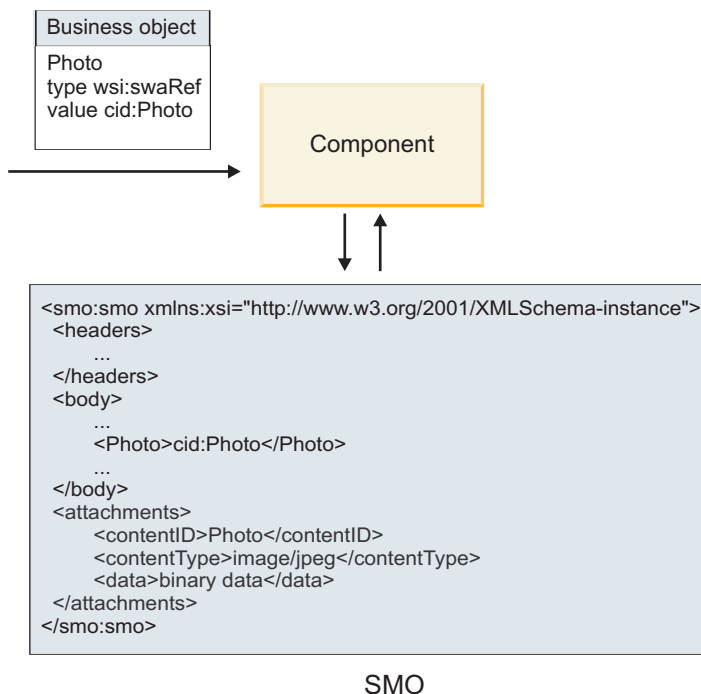 Business object
Photo
type wsi:swaRef
value cid:Photo
Component
<smo:smo xmlns:xsi="http://www.w3.org/2001/XMLSchema-instance">
<headers>
...
</headers>
<body>
...
<Photo>cid:Photo</Photo>
...
</body>
<attachments>
<contentID>Photo</contentID>
<contentType>image/jpeg</contentType>
<data>binary data</data>
</attachments>
</smo:smo>
SMO